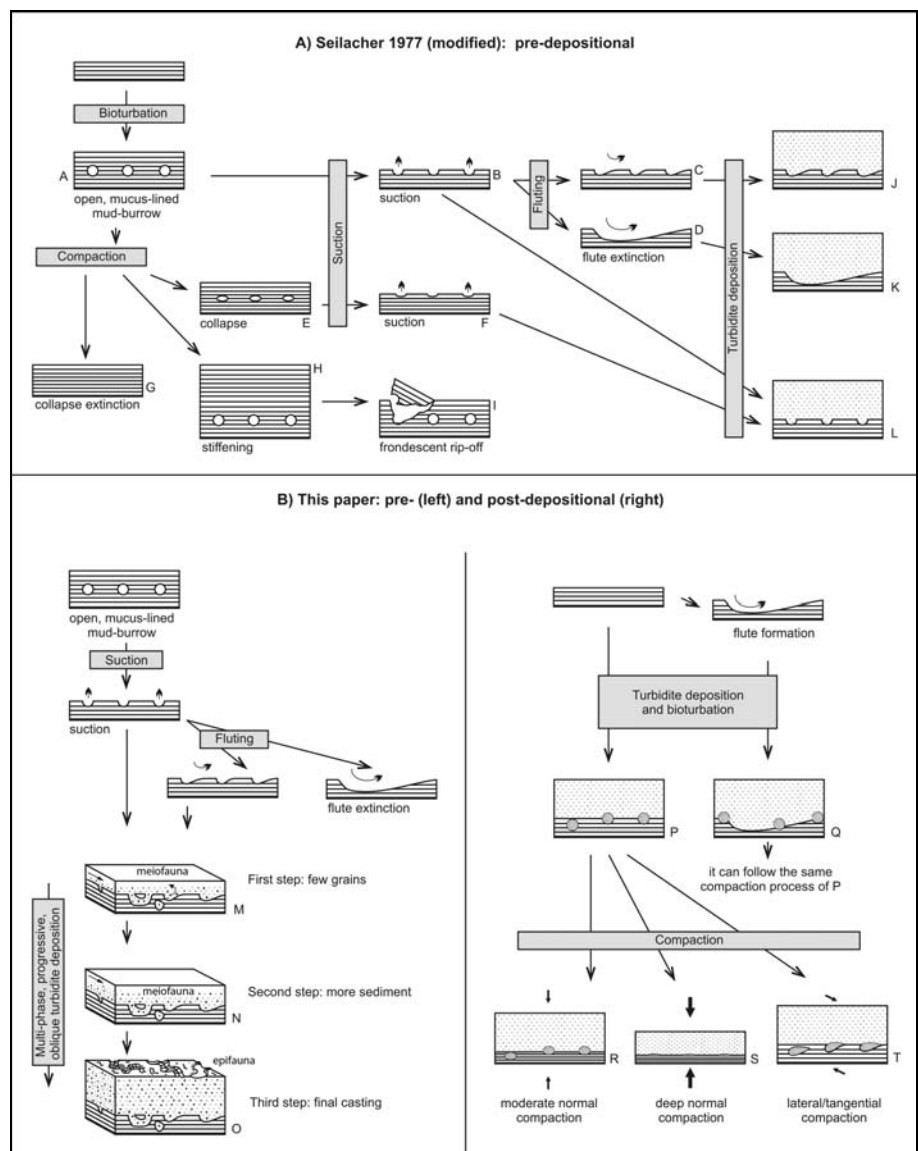 A) Seilacher 1977 (modified): pre-depositional
Bioturbation
A
open, mucus-lined
mud-burrow
Suction
B
suction
Fluting
C
D
flute extinction
Turbidite deposition
J
K
Compaction
collapse
E
suction
F
L
G
collapse extinction
H
stiffening
I
frondescent rip-off
B) This paper: pre- (left) and post-depositional (right)
open, mucus-lined
mud-burrow
Suction
suction
Fluting
flute extinction
Multi-phase, progressive,
oblique turbidite deposition
meiofauna
M
First step: few grains
meiofauna
N
Second step: more sediment
epifauna
O
Third step: final casting
flute formation
Turbidite deposition
and bioturbation
P
Q
it can follow the same
compaction process of P
Compaction
R
moderate normal
compaction
S
deep normal
compaction
T
lateral/tangential
compaction